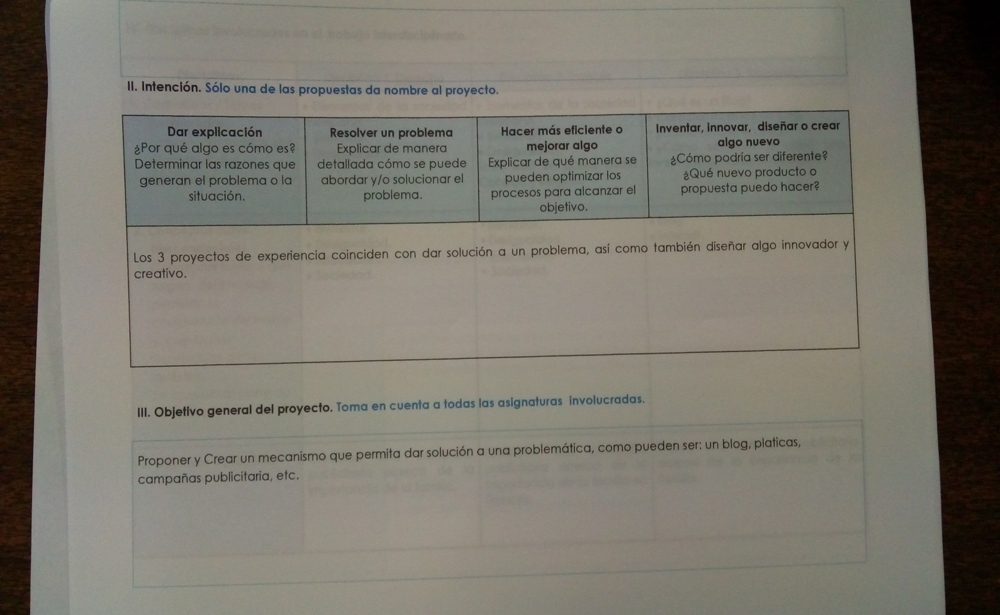 II. Intención. Sólo una de las propuestas da nombre al proyecto.
Dar explicación
¿Por qué algo es cómo es?
Determinar las razones que
generan el problema o la
situación.
Resolver un problema
Explicar de manera
detallada cómo se puede
abordar y/o solucionar el
problema.
Hacer más eficiente o
mejorar algo
Explicar de qué manera se
pueden optimizar los
procesos para alcanzar el
objetivo.
Inventar, innovar, diseñar o crear
algo nuevo
¿Cómo podría ser diferente?
¿Qué nuevo producto o
propuesta puedo hacer?
Los 3 proyectos de experiencia coinciden con dar solución a un problema, así como también diseñar algo innovador y
creativo.
III. Objetivo general del proyecto. Toma en cuenta a todas las asignaturas involucradas.
Proponer y Crear un mecanismo que permita dar solución a una problemática, como pueden ser: un blog, platicas,
campañas publicitaria, etc.